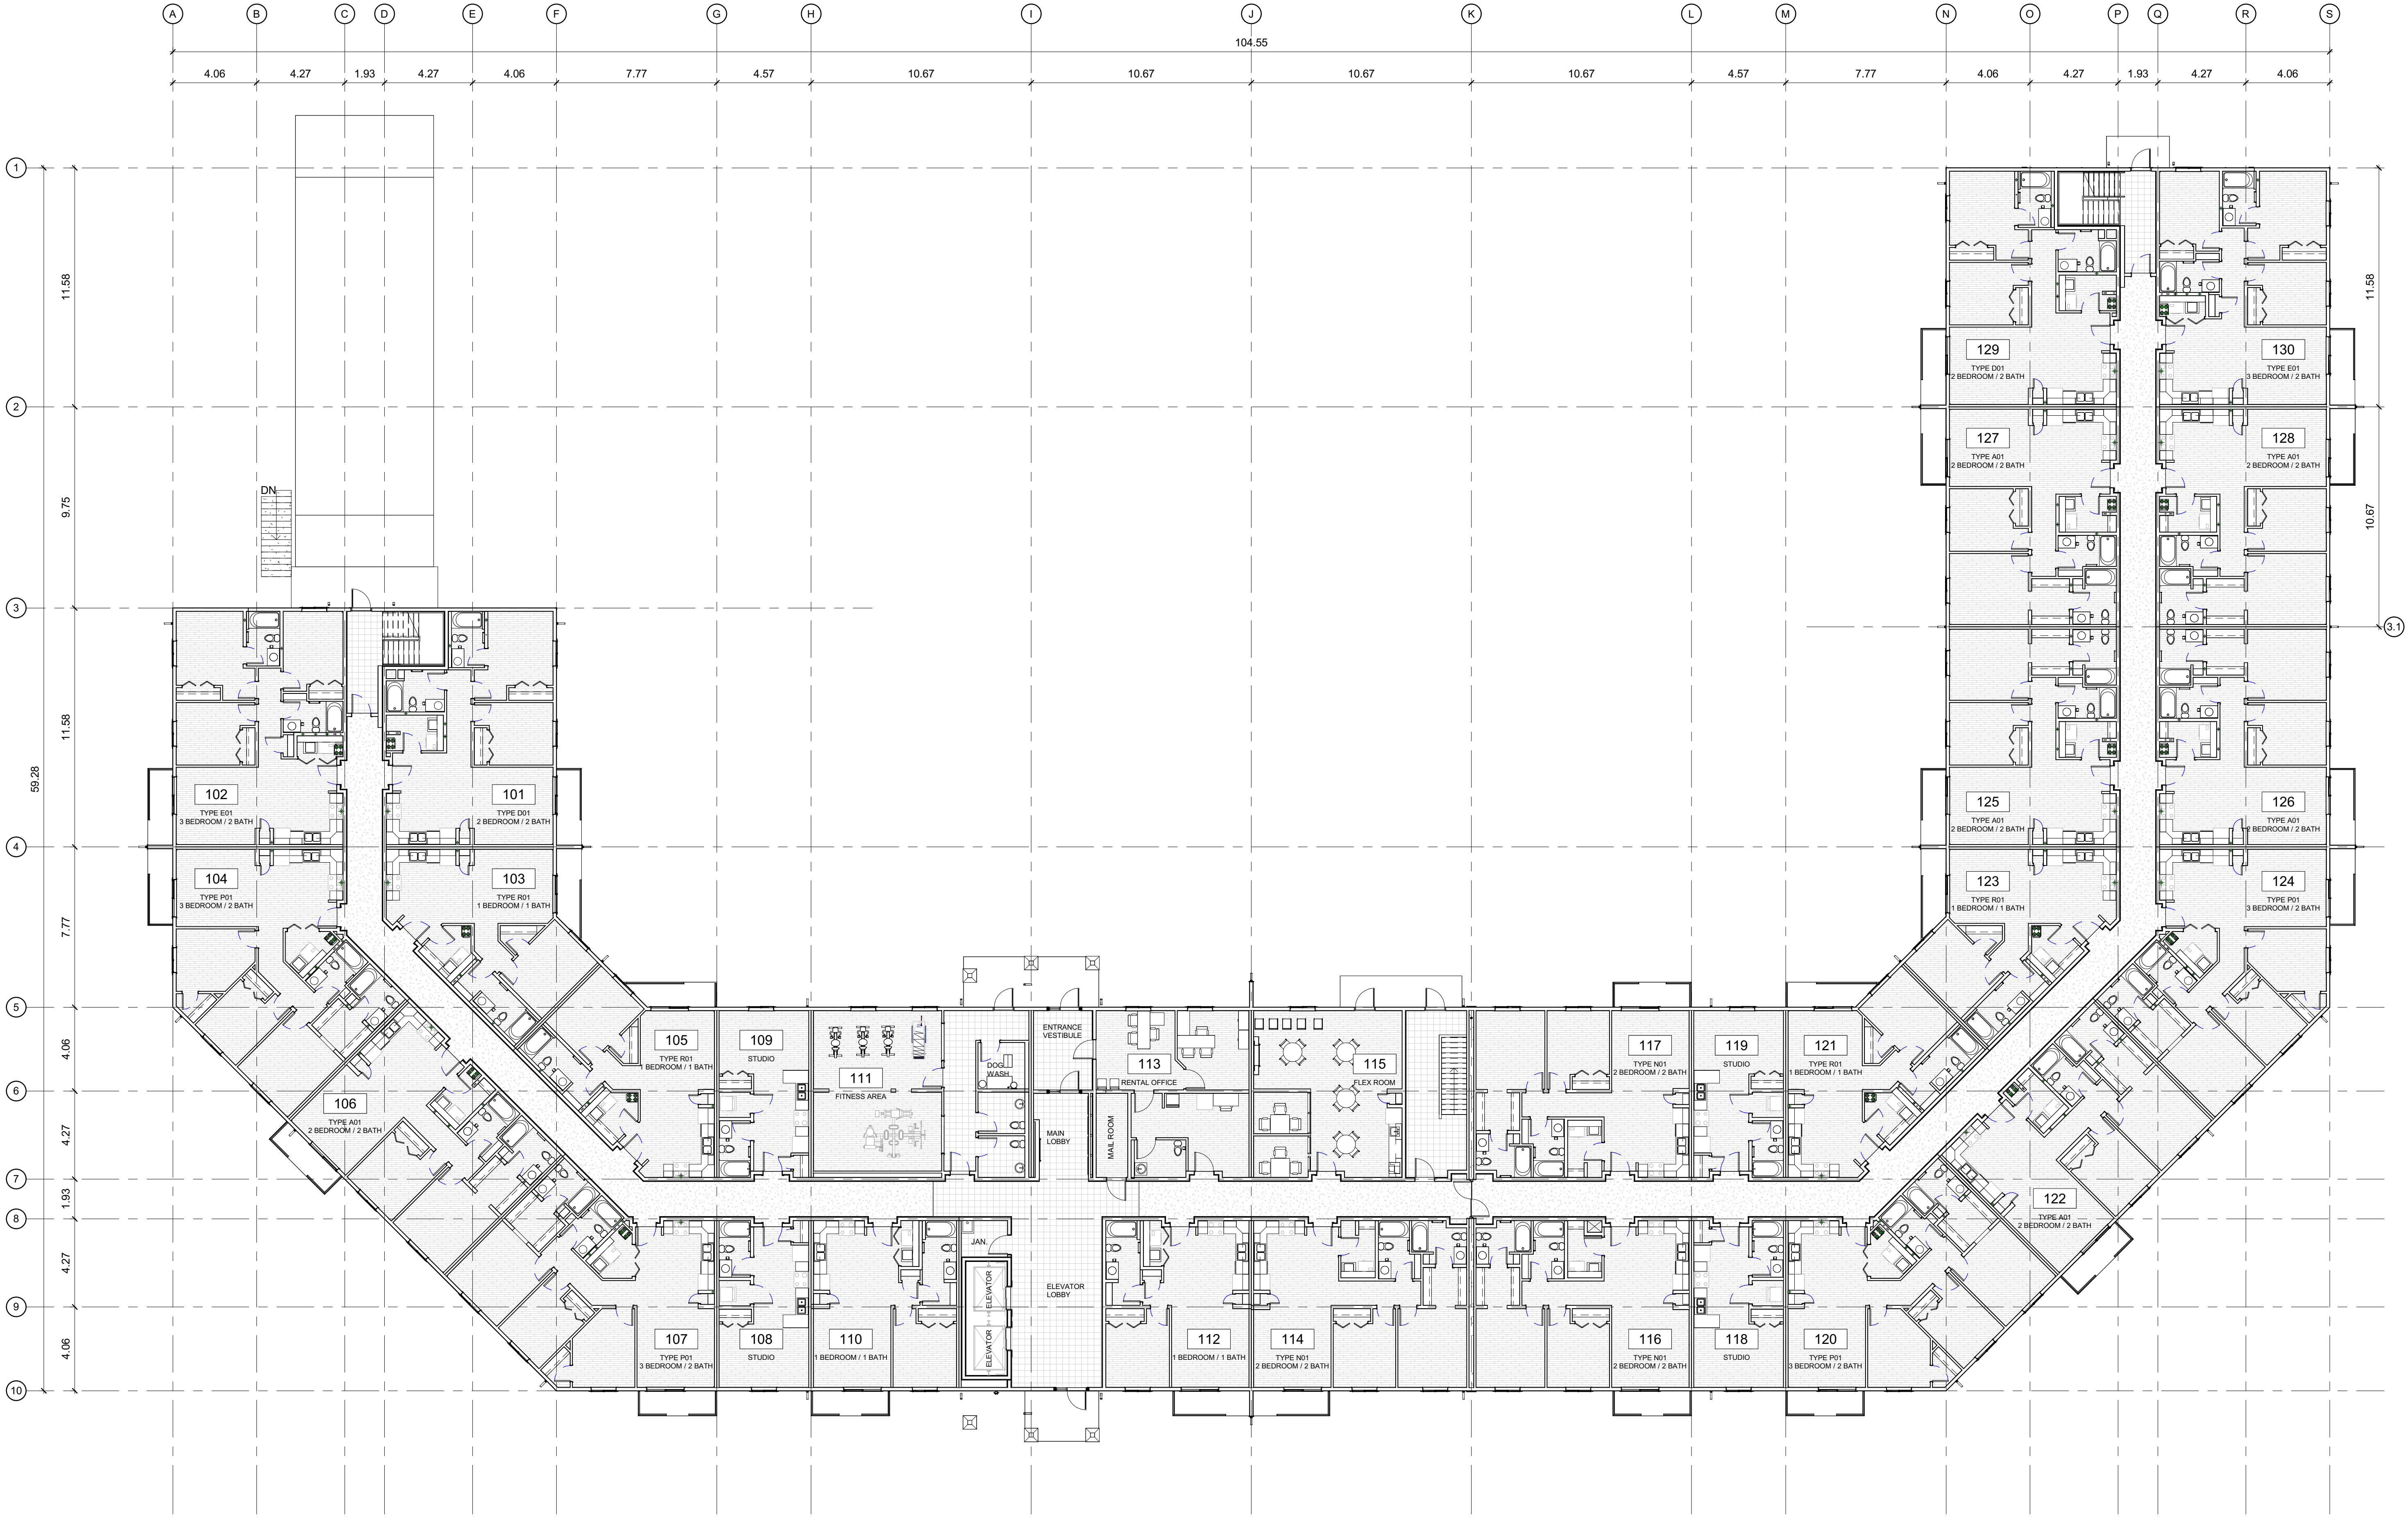 A B C D E F G H I J K L M N O P Q R S
104.55
4.06 4.27 1.93 4.27 4.06 7.77 4.57 10.67 10.67 10.67 10.67 4.57 7.77 4.06 4.27 1.93 4.27 4.06
1
11.58
11.58
129
TYPE D01
2 BEDROOM / 2 BATH
130
TYPE E01
3 BEDROOM / 2 BATH
2
127
TYPE A01
2 BEDROOM / 2 BATH
128
TYPE A01
2 BEDROOM / 2 BATH
9.75
DN
10.67
3
3.1
11.58
59.28
102
TYPE E01
3 BEDROOM / 2 BATH
101
TYPE D01
2 BEDROOM / 2 BATH
125
TYPE A01
2 BEDROOM / 2 BATH
126
TYPE A01
2 BEDROOM / 2 BATH
4
104
TYPE P01
3 BEDROOM / 2 BATH
103
TYPE R01
1 BEDROOM / 1 BATH
123
TYPE R01
1 BEDROOM / 1 BATH
124
TYPE P01
3 BEDROOM / 2 BATH
7.77
5
4.06
105
TYPE R01
1 BEDROOM / 1 BATH
109
STUDIO
111
FITNESS AREA
DOG
WASH
ENTRANCE
VESTIBULE
113
RENTAL OFFICE
115
FLEX ROOM
117
TYPE N01
2 BEDROOM / 2 BATH
119
STUDIO
121
TYPE R01
1 BEDROOM / 1 BATH
6
106
TYPE A01
2 BEDROOM / 2 BATH
4.27
MAIN
LOBBY
MAIL ROOM
7
1.93
122
TYPE A01
2 BEDROOM / 2 BATH
8
4.27
JAN.
ELEVATOR
ELEVATOR
ELEVATOR
LOBBY
9
4.06
107
TYPE P01
3 BEDROOM / 2 BATH
108
STUDIO
110
1 BEDROOM / 1 BATH
112
1 BEDROOM / 1 BATH
114
TYPE N01
2 BEDROOM / 2 BATH
116
TYPE N01
2 BEDROOM / 2 BATH
118
STUDIO
120
TYPE P01
3 BEDROOM / 2 BATH
10